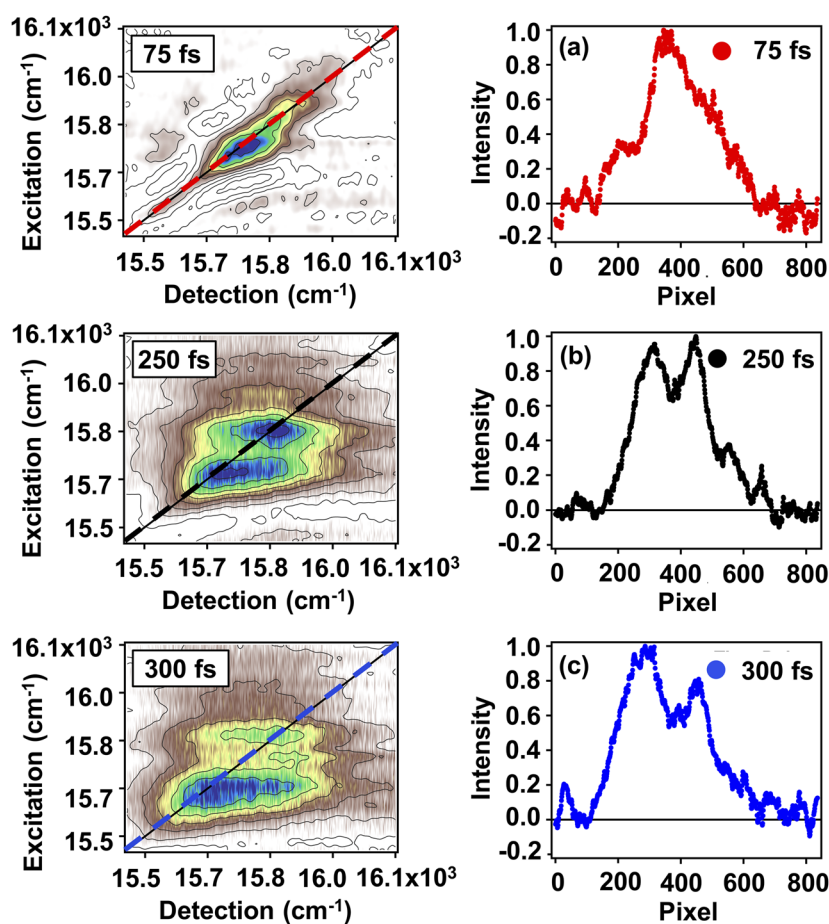 16.1x10³
75 fs
16.0
15.8
15.7
15.5
Excitation (cm⁻¹)
15.5 15.7 15.8 16.0 16.1x10³
Detection (cm⁻¹)
(a)
75 fs
1.0
0.8
0.6
0.4
0.2
0.0
-0.2
Intensity
0 200 400 600 800
Pixel
16.1x10³
250 fs
16.0
15.8
15.7
15.5
Excitation (cm⁻¹)
15.5 15.7 15.8 16.0 16.1x10³
Detection (cm⁻¹)
(b)
250 fs
1.0
0.8
0.6
0.4
0.2
0.0
-0.2
Intensity
0 200 400 600 800
Pixel
16.1x10³
300 fs
16.0
15.8
15.7
15.5
Excitation (cm⁻¹)
15.5 15.7 15.8 16.0 16.1x10³
Detection (cm⁻¹)
(c)
300 fs
1.0
0.8
0.6
0.4
0.2
0.0
-0.2
Intensity
0 200 400 600 800
Pixel